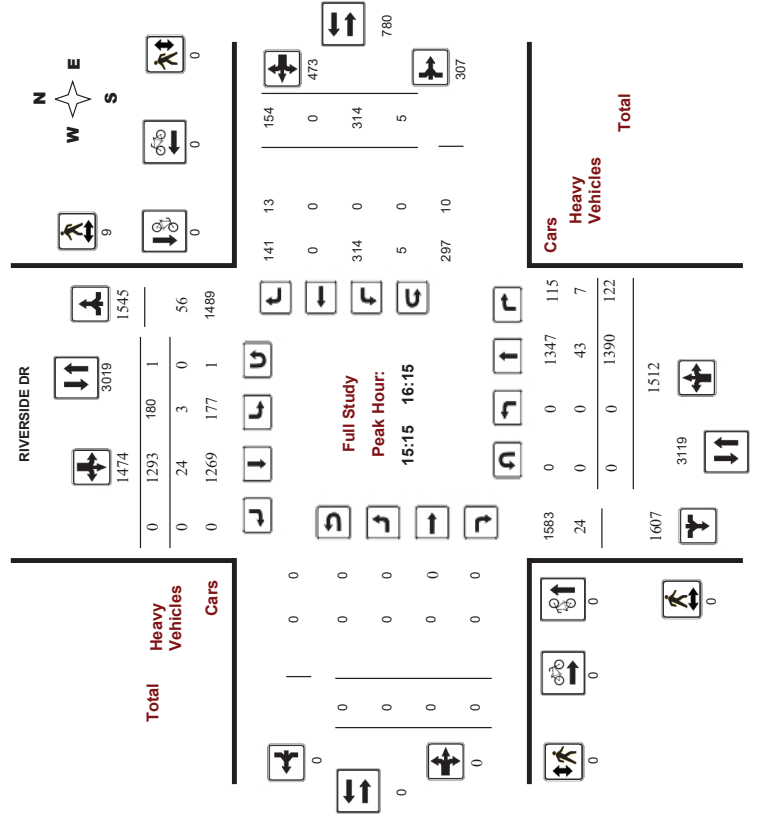 RIVERSIDE DR
N
W E
S
9
0
0
0
1474
3019
1545
0 1293 180 1
0 24 3 0 56
0 1269 177 1 1489
Total
Heavy
Vehicles
Cars
473
780
307
141 13 154
0 0 0
314 0 314
5 0 5
297 10
Full Study
Peak Hour:
15:15 16:15
0 0
0 0 0
0 0 0
0 0 0
0 0 0
0
0
0
Cars
Heavy
Vehicles
Total
1583 0 0 1347 115
24 0 0 43 7
0 0 1390 122
1607
3119
1512
0
0
0
0